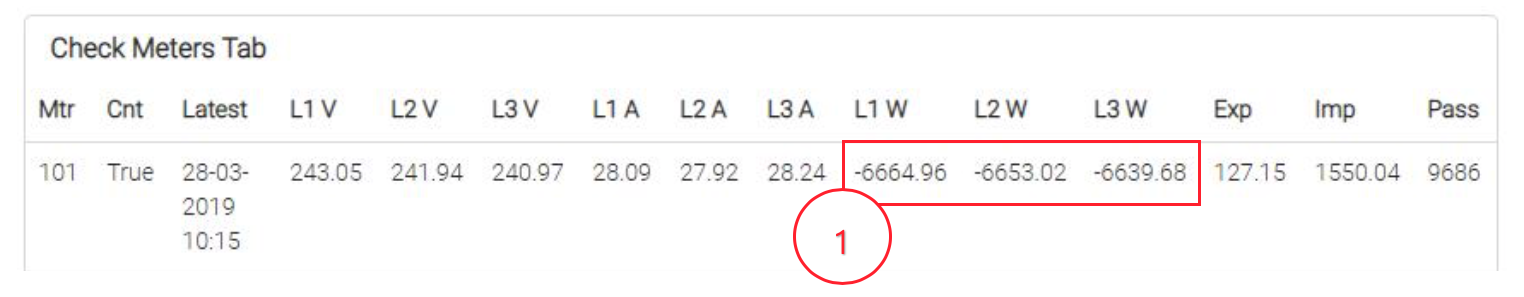 Check Meters Tab
Mtr Cnt Latest L1 V L2 V L3 V L1 A L2 A L3 A L1 W L2 W L3 W Exp Imp Pass
101 True 28-03- 243.05 241.94 240.97 28.09 27.92 28.24 -6664.96 -6653.02 -6639.68 127.15 1550.04 9686
2019
10:15
1